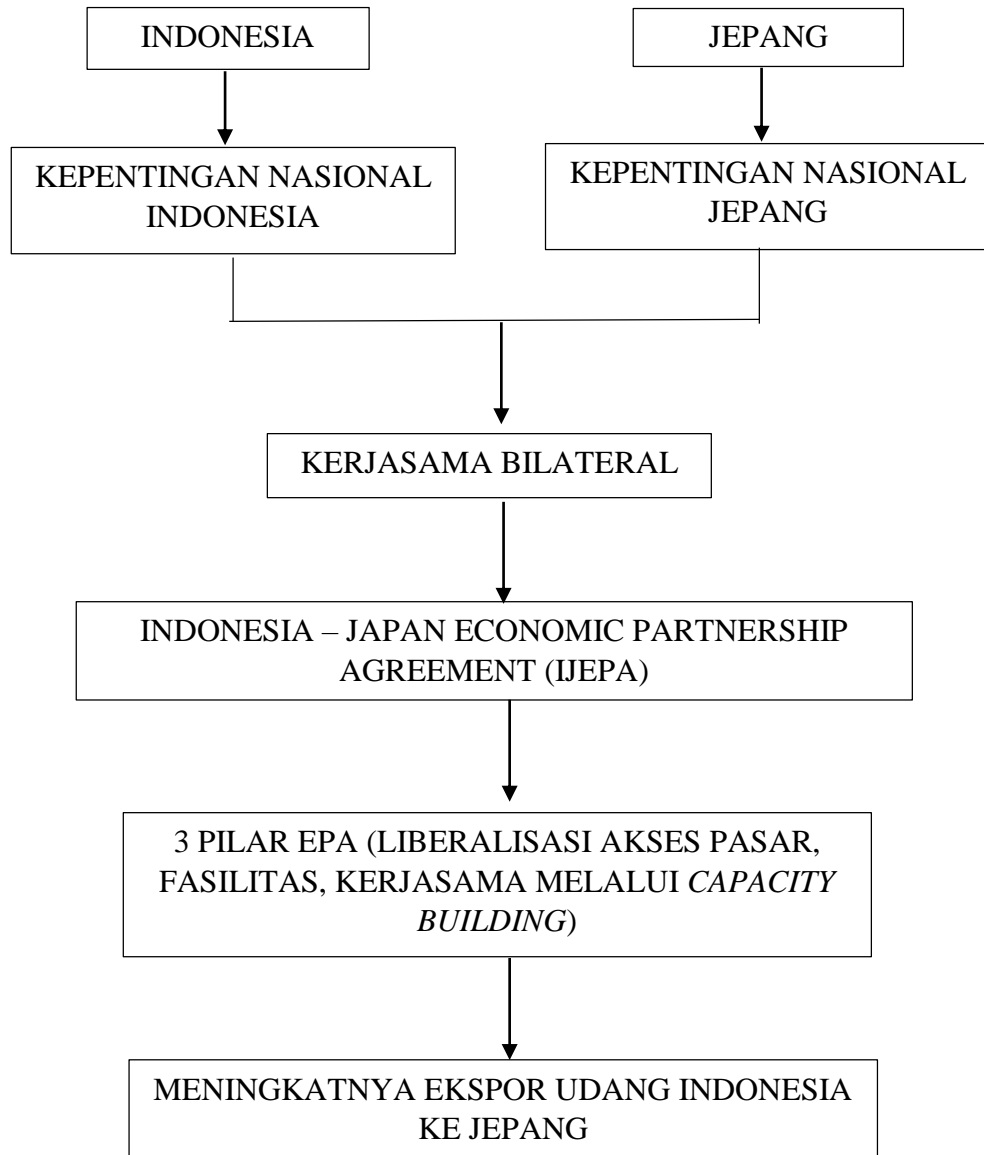 INDONESIA
JEPANG
KEPENTINGAN NASIONAL
INDONESIA
KEPENTINGAN NASIONAL
JEPANG
KERJASAMA BILATERAL
INDONESIA – JAPAN ECONOMIC PARTNERSHIP
AGREEMENT (IJEPA)
3 PILAR EPA (LIBERALISASI AKSES PASAR,
FASILITAS, KERJASAMA MELALUI CAPACITY
BUILDING)
MENINGKATNYA EKSPOR UDANG INDONESIA
KE JEPANG